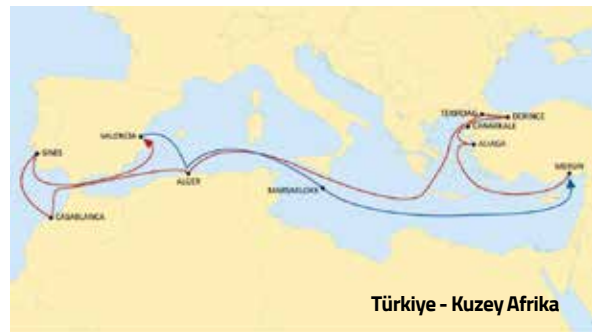 TEKIRDAG
DERINCE
CANAKKALE
VALENCIA
ALIAGA
SINES
MERSIN
ALGER
MARSAXLOKK
CASABLANCA
Türkiye - Kuzey Afrika